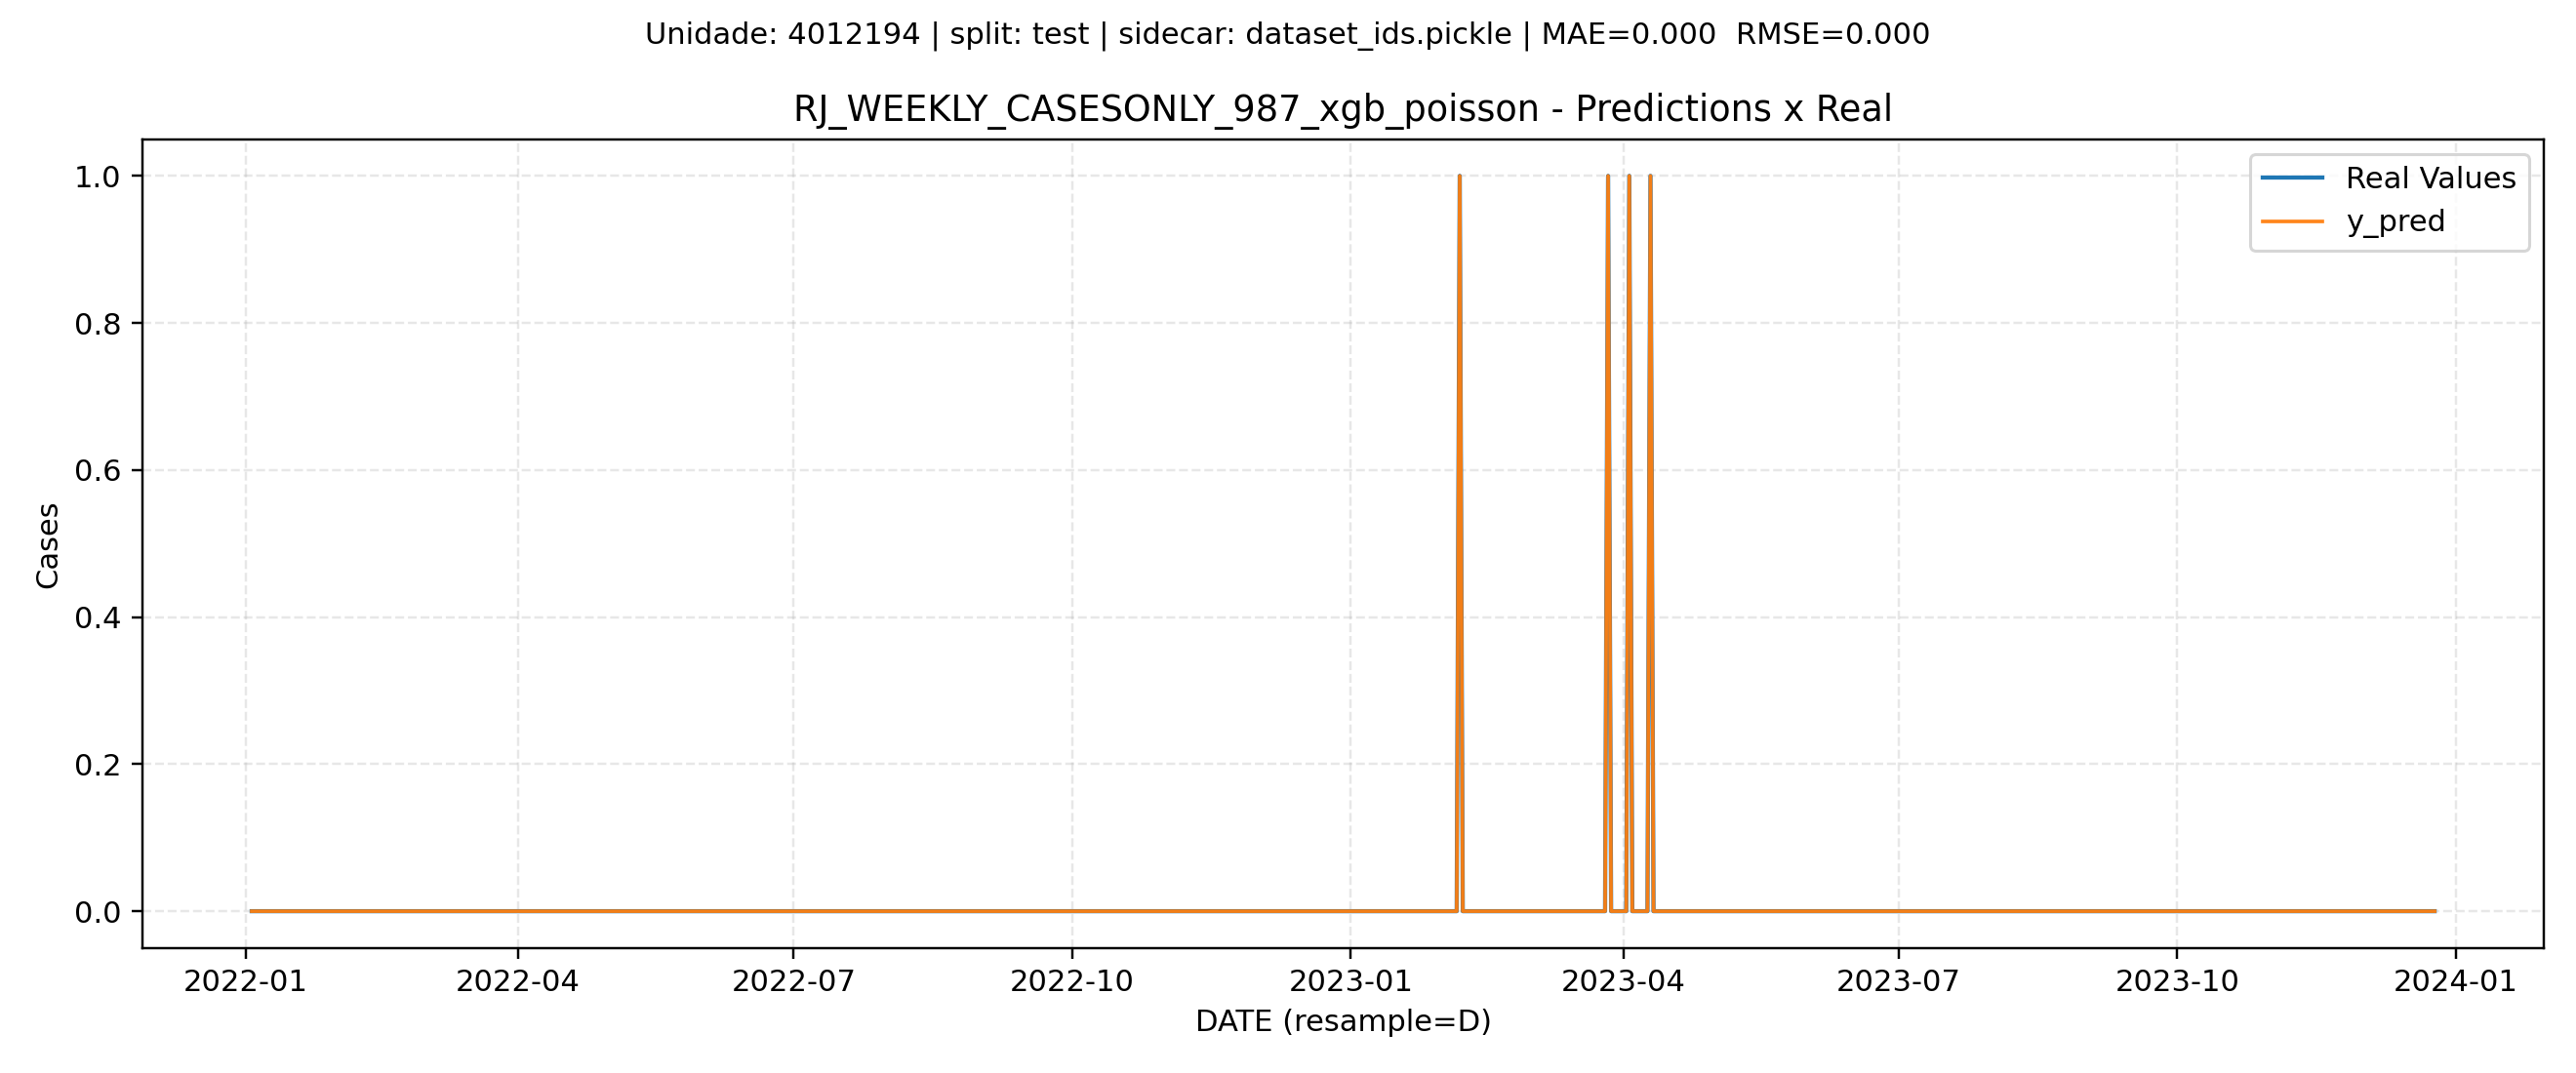 Unidade: 4012194 | split: test | sidecar: dataset_ids.pickle | MAE=0.000  RMSE=0.000
RJ_WEEKLY_CASESONLY_987_xgb_poisson - Predictions x Real
Real Values
y_pred
1.0
0.8
0.6
0.4
0.2
0.0
Cases
2022-01 2022-04 2022-07 2022-10 2023-01 2023-04 2023-07 2023-10 2024-01
DATE (resample=D)